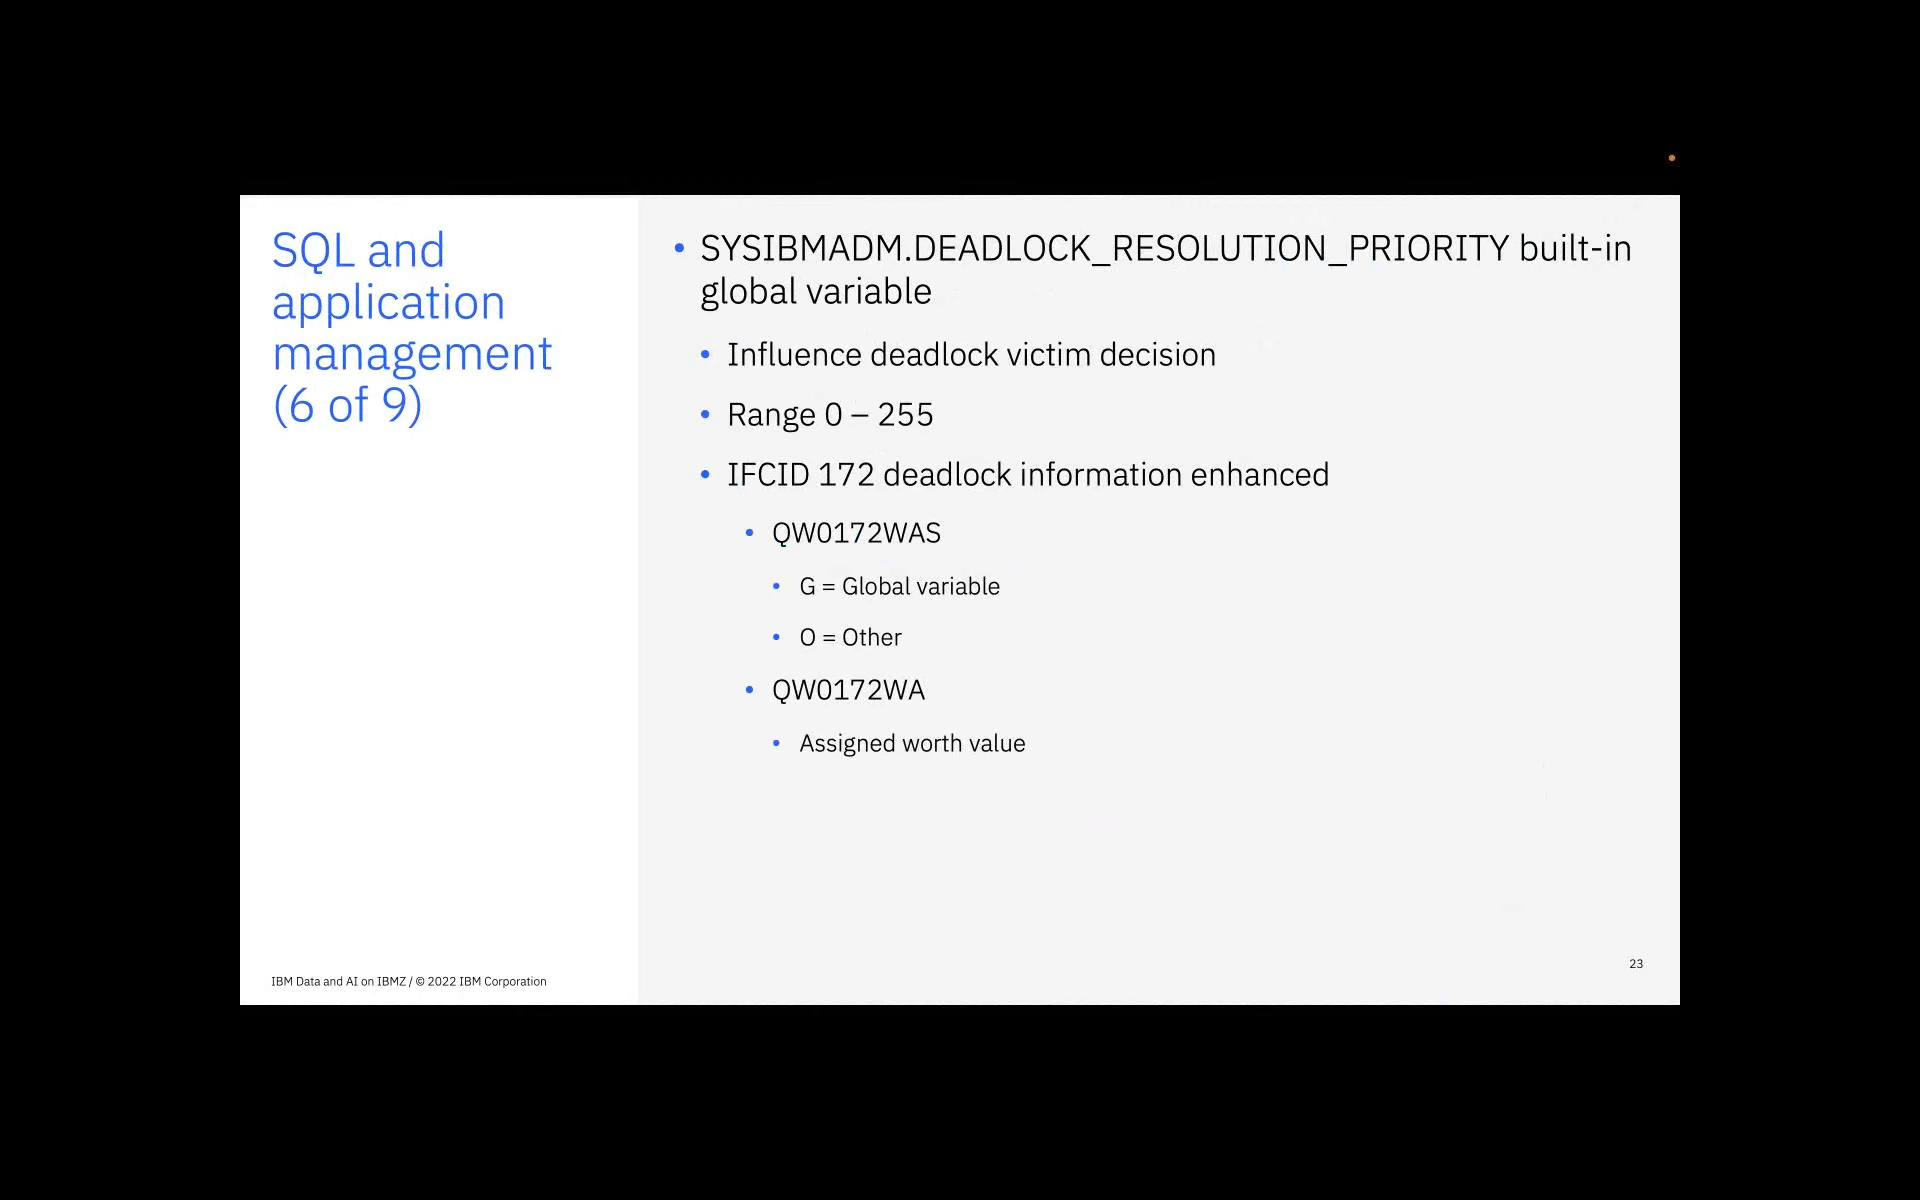 SQL and
application
management
(6 of 9)
• SYSIBMADM.DEADLOCK_RESOLUTION_PRIORITY built-in
global variable
• Influence deadlock victim decision
• Range 0 – 255
• IFCID 172 deadlock information enhanced
• QW0172WAS
• G = Global variable
• O = Other
• QW0172WA
• Assigned worth value
23
IBM Data and AI on IBMZ / © 2022 IBM Corporation